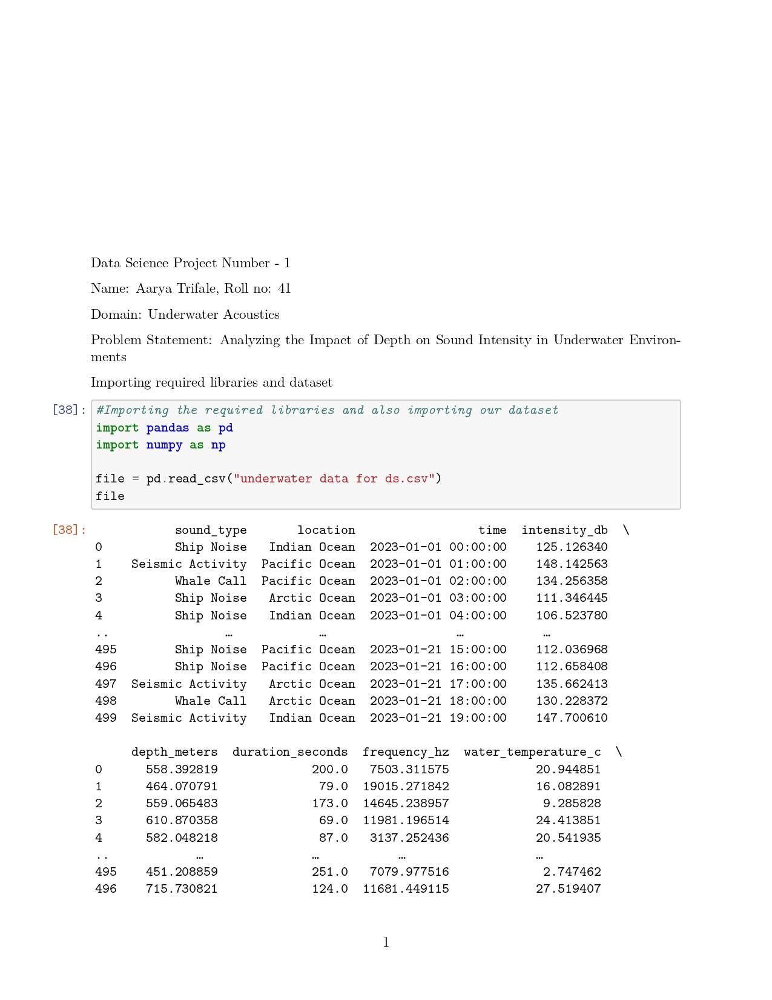 Data Science Project Number - 1
Name: Aarya Trifale, Roll no: 41
Domain: Underwater Acoustics
Problem Statement: Analyzing the Impact of Depth on Sound Intensity in Underwater Environ-
ments
Importing required libraries and dataset
[38]: #Importing the required libraries and also importing our dataset
import pandas as pd
import numpy as np
file = pd.read_csv("underwater data for ds.csv")
file
[38]: sound_type location time intensity_db \
0 Ship Noise Indian Ocean 2023-01-01 00:00:00 125.126340
1 Seismic Activity Pacific Ocean 2023-01-01 01:00:00 148.142563
2 Whale Call Pacific Ocean 2023-01-01 02:00:00 134.256358
3 Ship Noise Arctic Ocean 2023-01-01 03:00:00 111.346445
4 Ship Noise Indian Ocean 2023-01-01 04:00:00 106.523780
.. … … … …
495 Ship Noise Pacific Ocean 2023-01-21 15:00:00 112.036968
496 Ship Noise Pacific Ocean 2023-01-21 16:00:00 112.658408
497 Seismic Activity Arctic Ocean 2023-01-21 17:00:00 135.662413
498 Whale Call Arctic Ocean 2023-01-21 18:00:00 130.228372
499 Seismic Activity Indian Ocean 2023-01-21 19:00:00 147.700610
depth_meters duration_seconds frequency_hz water_temperature_c \
0 558.392819 200.0 7503.311575 20.944851
1 464.070791 79.0 19015.271842 16.082891
2 559.065483 173.0 14645.238957 9.285828
3 610.870358 69.0 11981.196514 24.413851
4 582.048218 87.0 3137.252436 20.541935
.. … … … …
495 451.208859 251.0 7079.977516 2.747462
496 715.730821 124.0 11681.449115 27.519407
1